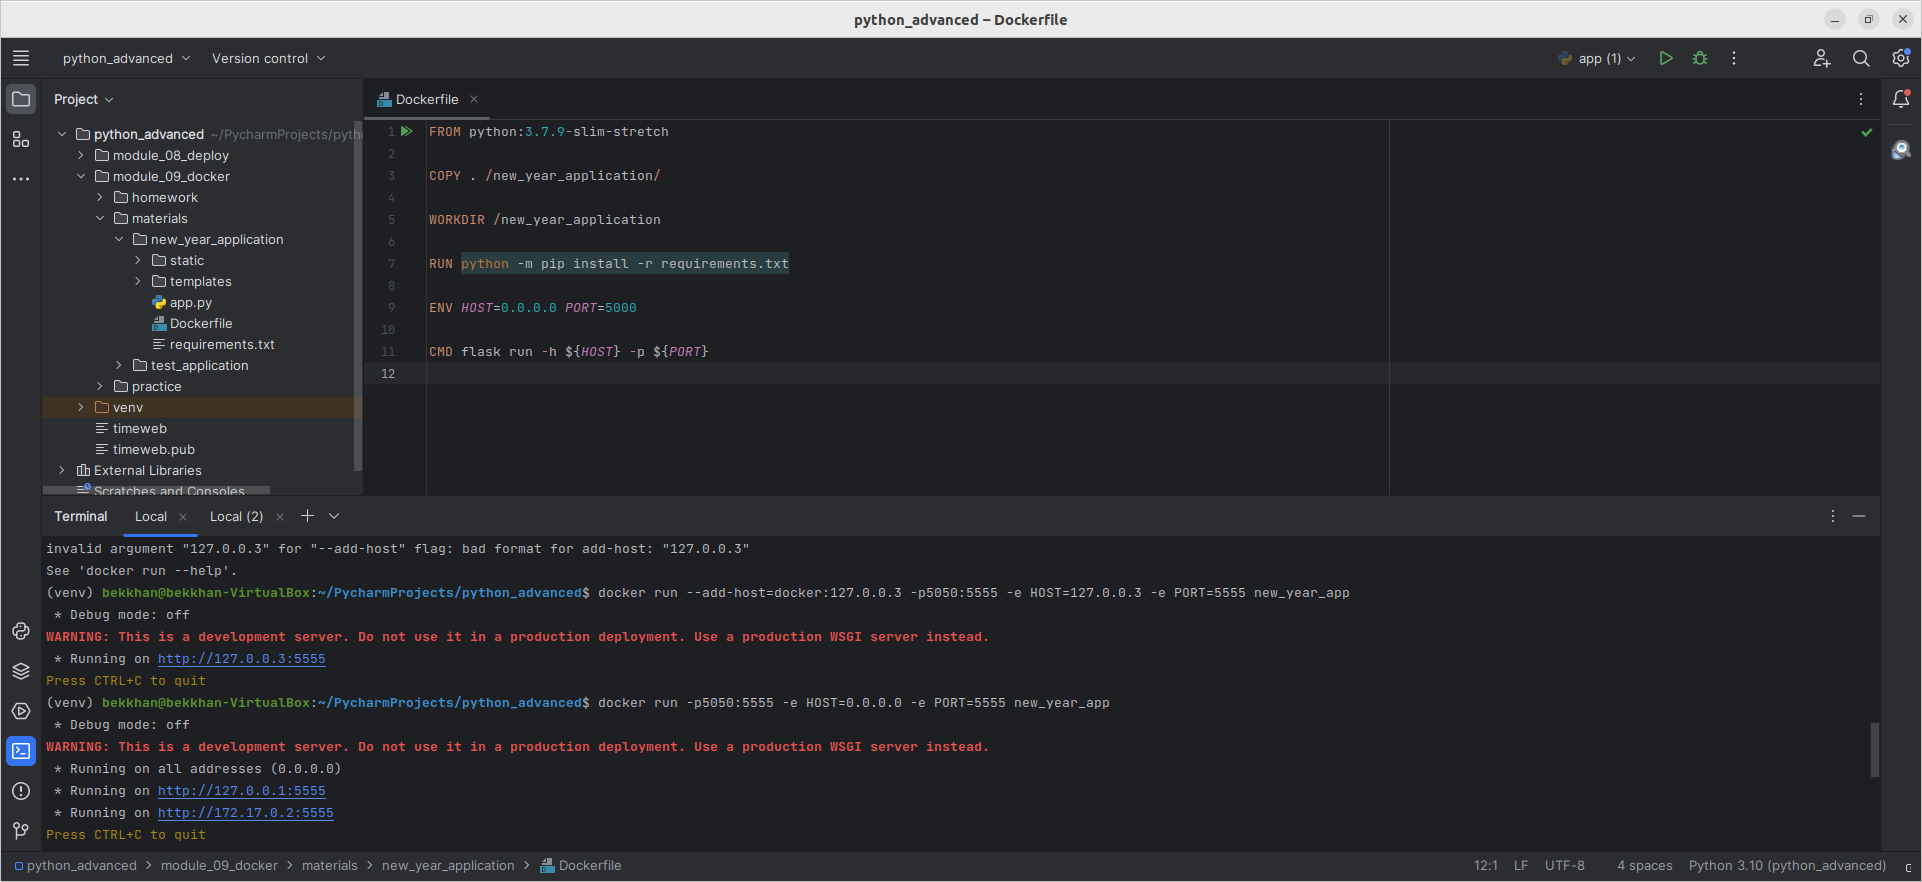 python_advanced – Dockerfile
python_advanced
Version control
app (1)
Project
python_advanced ~/PycharmProjects/pyth
module_08_deploy
module_09_docker
homework
materials
new_year_application
static
templates
app.py
Dockerfile
requirements.txt
test_application
practice
venv
timeweb
timeweb.pub
External Libraries
Scratches and Consoles
Dockerfile
1 FROM python:3.7.9-slim-stretch
2
3 COPY . /new_year_application/
4
5 WORKDIR /new_year_application
6
7 RUN python -m pip install -r requirements.txt
8
9 ENV HOST=0.0.0.0 PORT=5000
10
11 CMD flask run -h ${HOST} -p ${PORT}
12
Terminal Local Local (2)
invalid argument "127.0.0.3" for "--add-host" flag: bad format for add-host: "127.0.0.3"
See 'docker run --help'.
(venv) bekkhan@bekkhan-VirtualBox:~/PycharmProjects/python_advanced$ docker run --add-host=docker:127.0.0.3 -p5050:5555 -e HOST=127.0.0.3 -e PORT=5555 new_year_app
* Debug mode: off
WARNING: This is a development server. Do not use it in a production deployment. Use a production WSGI server instead.
* Running on http://127.0.0.3:5555
Press CTRL+C to quit
(venv) bekkhan@bekkhan-VirtualBox:~/PycharmProjects/python_advanced$ docker run -p5050:5555 -e HOST=0.0.0.0 -e PORT=5555 new_year_app
* Debug mode: off
WARNING: This is a development server. Do not use it in a production deployment. Use a production WSGI server instead.
* Running on all addresses (0.0.0.0)
* Running on http://127.0.0.1:5555
* Running on http://172.17.0.2:5555
Press CTRL+C to quit
python_advanced > module_09_docker > materials > new_year_application > Dockerfile
12:1 LF UTF-8 4 spaces Python 3.10 (python_advanced)